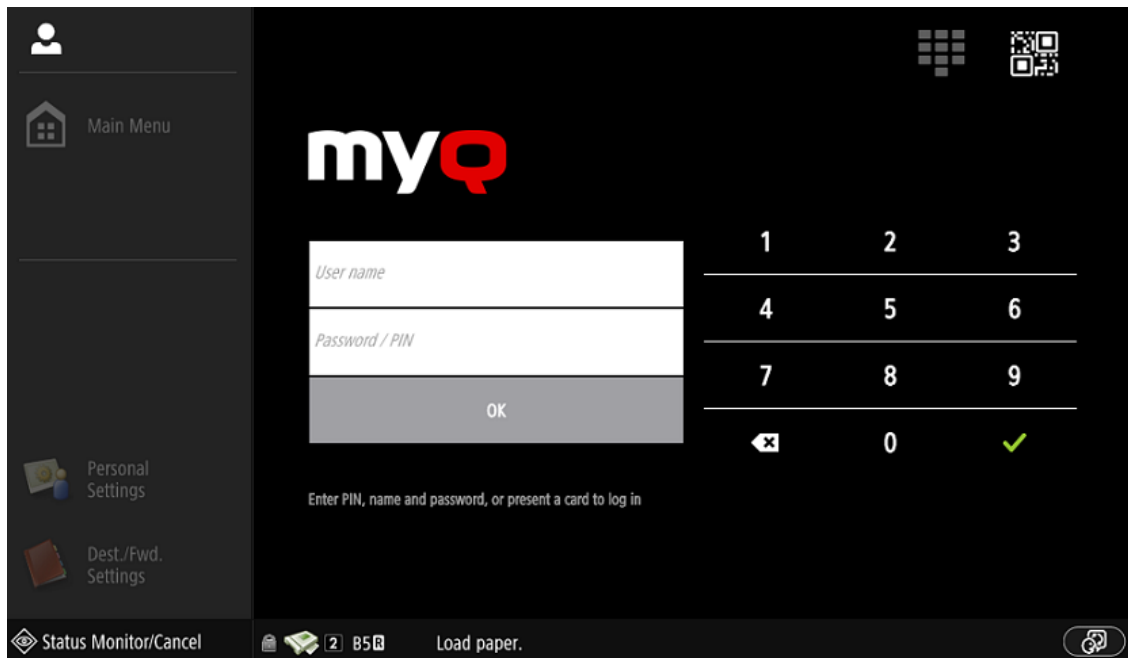 Main Menu
Personal
Settings
Dest./Fwd.
Settings
myQ
User name
Password / PIN
OK
Enter PIN, name and password, or present a card to log in
1 2 3
4 5 6
7 8 9
0
Status Monitor/Cancel
2 B5R Load paper.